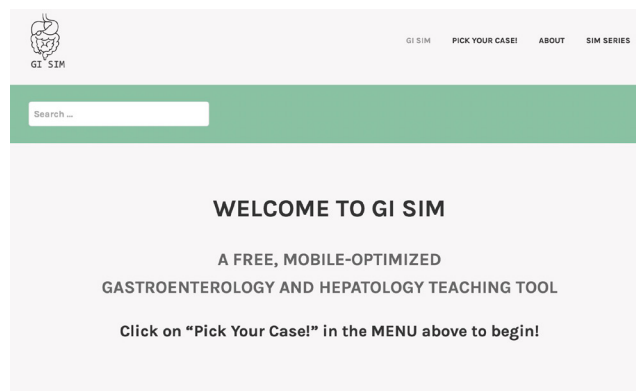 GI SIM
GI SIM PICK YOUR CASE! ABOUT SIM SERIES
Search ...
WELCOME TO GI SIM
A FREE, MOBILE-OPTIMIZED
GASTROENTEROLOGY AND HEPATOLOGY TEACHING TOOL
Click on “Pick Your Case!” in the MENU above to begin!